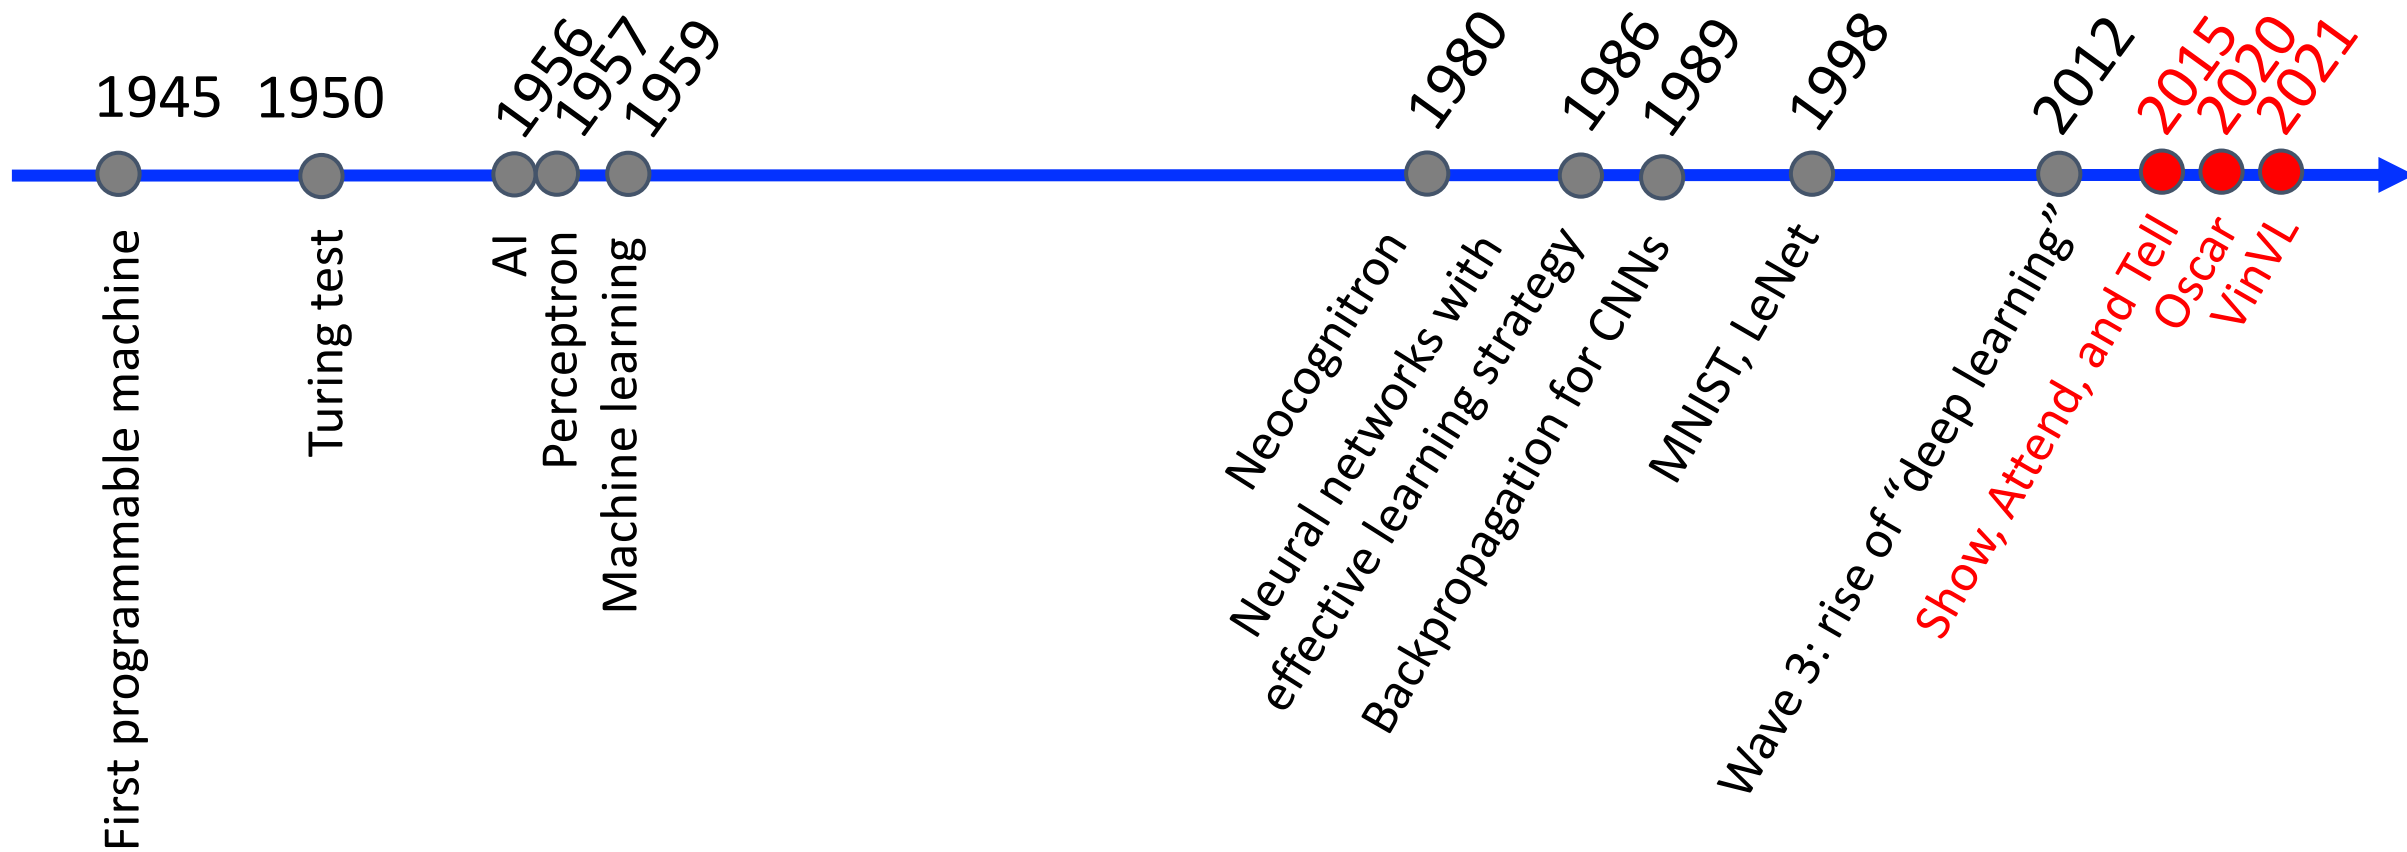 1945
1950
1956
1957
1959
1980
1986
1989
1998
2012
2015
2020
2021
First programmable machine
Turing test
AI
Perceptron
Machine learning
Neocognitron
Neural networks with
effective learning strategy
Backpropagation for CNNs
MNIST, LeNet
Wave 3: rise of “deep learning”
Show, Attend, and Tell
Oscar
VinVL